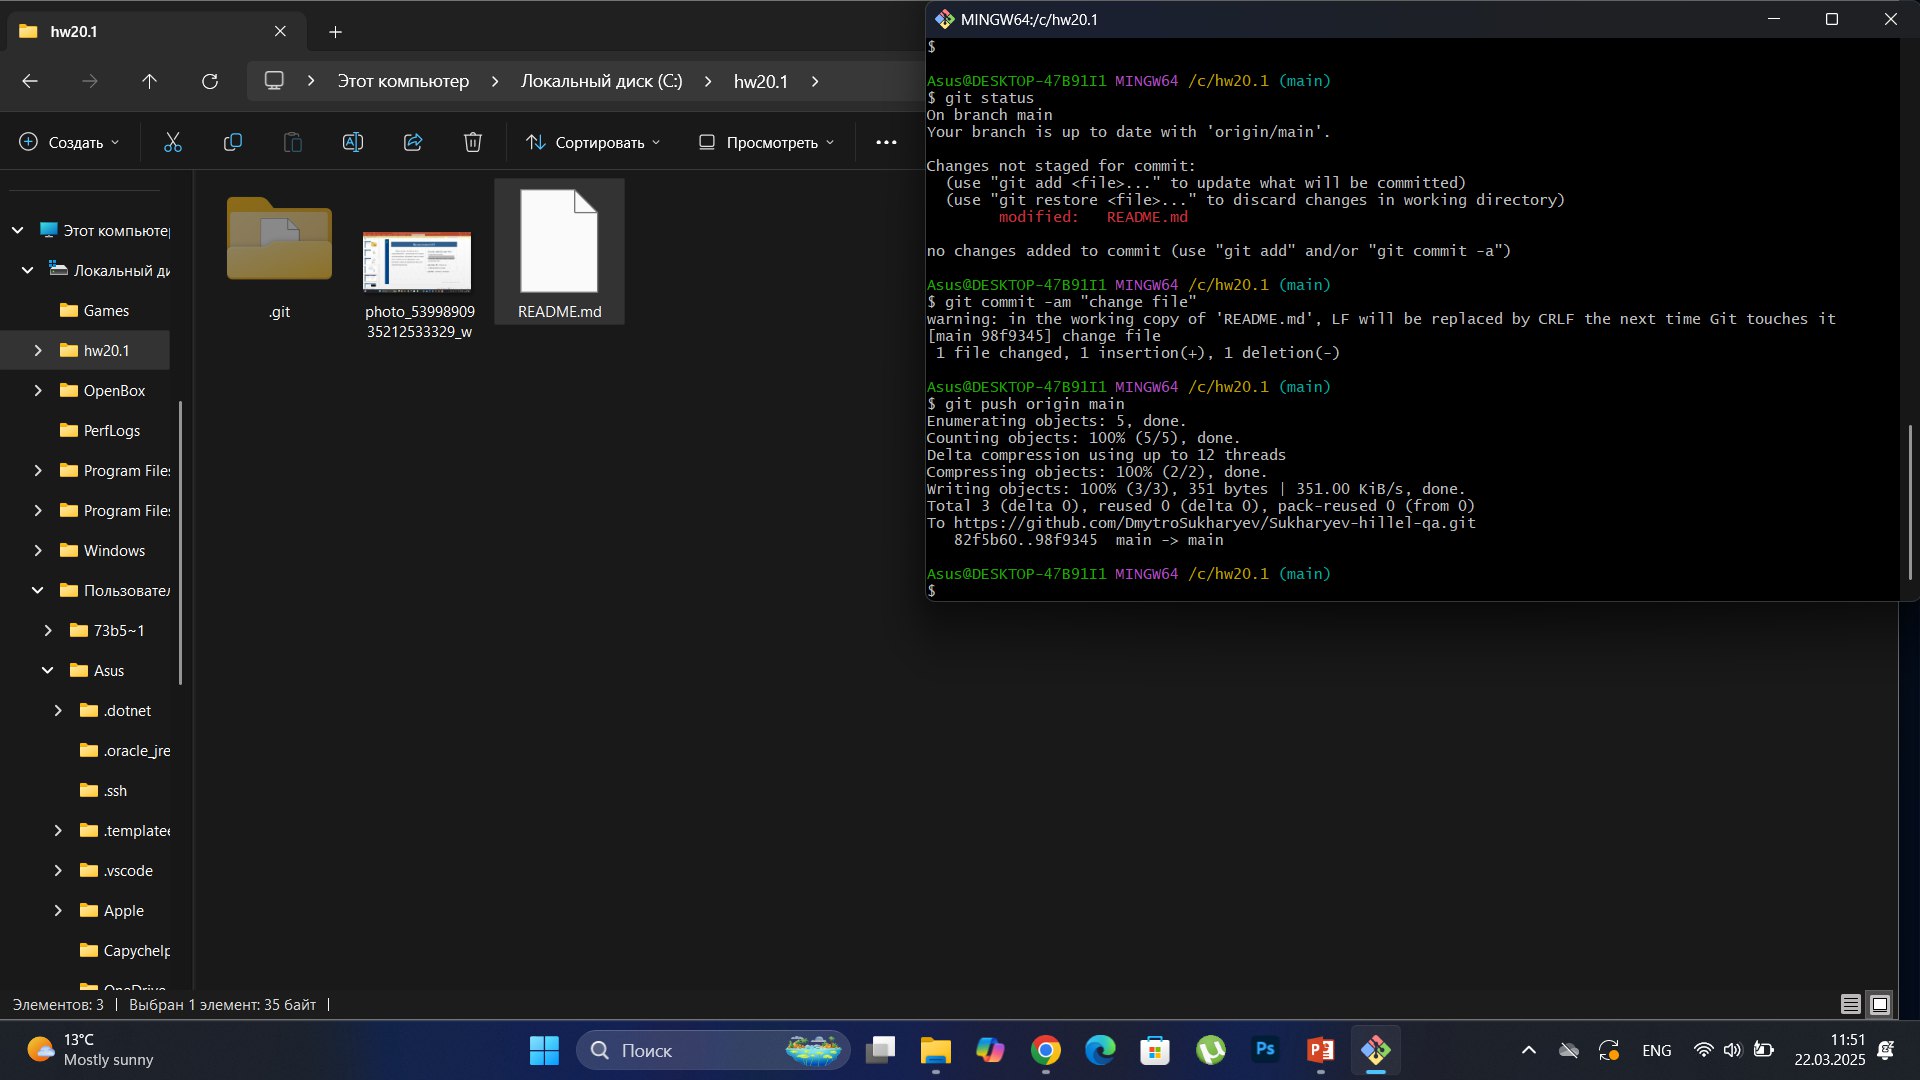 hw20.1
Этот компьютер
Локальный диск (C:)
hw20.1
Создать
Сортировать
Просмотреть
Этот компьютер
Локальный ди
Games
hw20.1
OpenBox
PerfLogs
Program Files
Program Files
Windows
Пользовател
73b5~1
Asus
.dotnet
.oracle_jre
.ssh
.templatee
.vscode
Apple
Capychelp
OneDrive
.git
photo_53998909
35212533329_w
README.md
Элементов: 3
Выбран 1 элемент: 35 байт
MINGW64:/c/hw20.1
$
Asus@DESKTOP-47B91I1 MINGW64 /c/hw20.1 (main)
$ git status
On branch main
Your branch is up to date with 'origin/main'.
Changes not staged for commit:
(use "git add <file>..." to update what will be committed)
(use "git restore <file>..." to discard changes in working directory)
modified:   README.md
no changes added to commit (use "git add" and/or "git commit -a")
Asus@DESKTOP-47B91I1 MINGW64 /c/hw20.1 (main)
$ git commit -am "change file"
warning: in the working copy of 'README.md', LF will be replaced by CRLF the next time Git touches it
[main 98f9345] change file
1 file changed, 1 insertion(+), 1 deletion(-)
Asus@DESKTOP-47B91I1 MINGW64 /c/hw20.1 (main)
$ git push origin main
Enumerating objects: 5, done.
Counting objects: 100% (5/5), done.
Delta compression using up to 12 threads
Compressing objects: 100% (2/2), done.
Writing objects: 100% (3/3), 351 bytes | 351.00 KiB/s, done.
Total 3 (delta 0), reused 0 (delta 0), pack-reused 0 (from 0)
To https://github.com/DmytroSukharyev/Sukharyev-hillel-qa.git
82f5b60..98f9345  main -> main
Asus@DESKTOP-47B91I1 MINGW64 /c/hw20.1 (main)
$
13°C
Mostly sunny
Поиск
Ps
ENG
11:51
22.03.2025